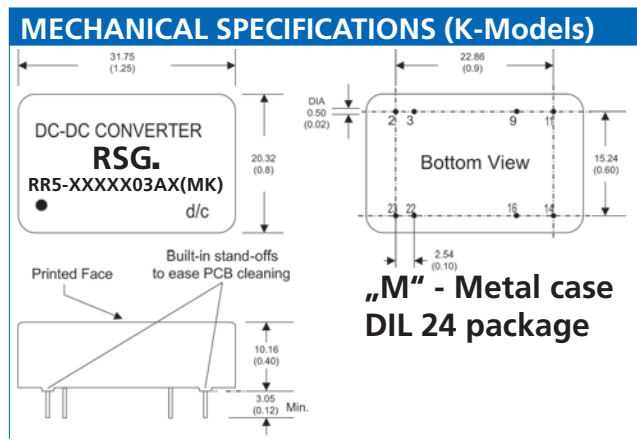 MECHANICAL SPECIFICATIONS (K-Models)
31.75
(1.25)
DC-DC CONVERTER
RSG.
RR5-XXXXX03AX(MK)
d/c
20.32
(0.8)
22.86
(0.9)
DIA
0.50
(0.02)
2 3 9 11
Bottom View
15.24
(0.60)
23 22 16 14
2.54
(0.10)
Built-in stand-offs
to ease PCB cleaning
Printed Face
„M“ - Metal case
DIL 24 package
10.16
(0.40)
3.05
(0.12) Min.